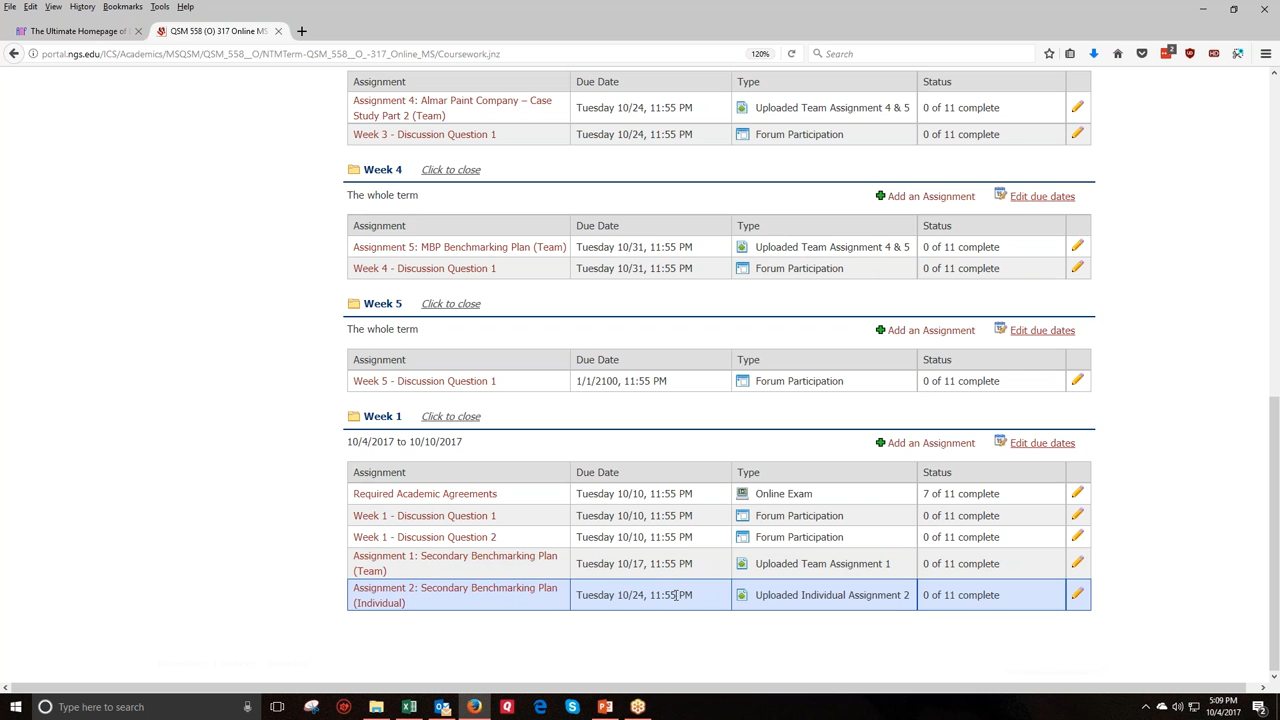 File Edit View History Bookmarks Tools Help
The Ultimate Homepage of
QSM 558 (O) 317 Online MS
portal.ngs.edu/ICS/Academics/MSQSM/QSM_558__O/NTMTerm-QSM_558__O_-317_Online_MS/Coursework.jnz
120%
Search
2
Assignment Due Date Type Status
Assignment 4: Almar Paint Company – Case
Study Part 2 (Team)
Tuesday 10/24, 11:55 PM Uploaded Team Assignment 4 & 5 0 of 11 complete
Week 3 - Discussion Question 1 Tuesday 10/24, 11:55 PM Forum Participation 0 of 11 complete
Week 4 Click to close
The whole term Add an Assignment Edit due dates
Assignment Due Date Type Status
Assignment 5: MBP Benchmarking Plan (Team) Tuesday 10/31, 11:55 PM Uploaded Team Assignment 4 & 5 0 of 11 complete
Week 4 - Discussion Question 1 Tuesday 10/31, 11:55 PM Forum Participation 0 of 11 complete
Week 5 Click to close
The whole term Add an Assignment Edit due dates
Assignment Due Date Type Status
Week 5 - Discussion Question 1 1/1/2100, 11:55 PM Forum Participation 0 of 11 complete
Week 1 Click to close
10/4/2017 to 10/10/2017 Add an Assignment Edit due dates
Assignment Due Date Type Status
Required Academic Agreements Tuesday 10/10, 11:55 PM Online Exam 7 of 11 complete
Week 1 - Discussion Question 1 Tuesday 10/10, 11:55 PM Forum Participation 0 of 11 complete
Week 1 - Discussion Question 2 Tuesday 10/10, 11:55 PM Forum Participation 0 of 11 complete
Assignment 1: Secondary Benchmarking Plan
(Team)
Tuesday 10/17, 11:55 PM Uploaded Team Assignment 1 0 of 11 complete
Assignment 2: Secondary Benchmarking Plan
(Individual)
Tuesday 10/24, 11:55 PM Uploaded Individual Assignment 2 0 of 11 complete
Type here to search
5:09 PM
10/4/2017